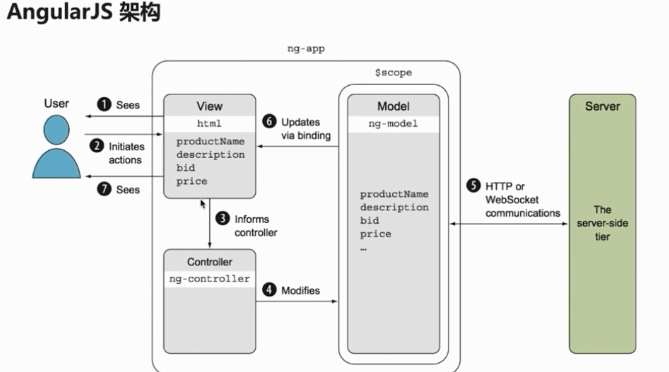 AngularJS 架构
ng-app
$scope
User
1 Sees
2 Initiates
actions
7 Sees
View
html
productName
description
bid
price
3 Informs
controller
Controller
ng-controller
4 Modifies
6 Updates
via binding
Model
ng-model
productName
description
bid
price
…
5 HTTP or
WebSocket
communications
Server
The
server-side
tier